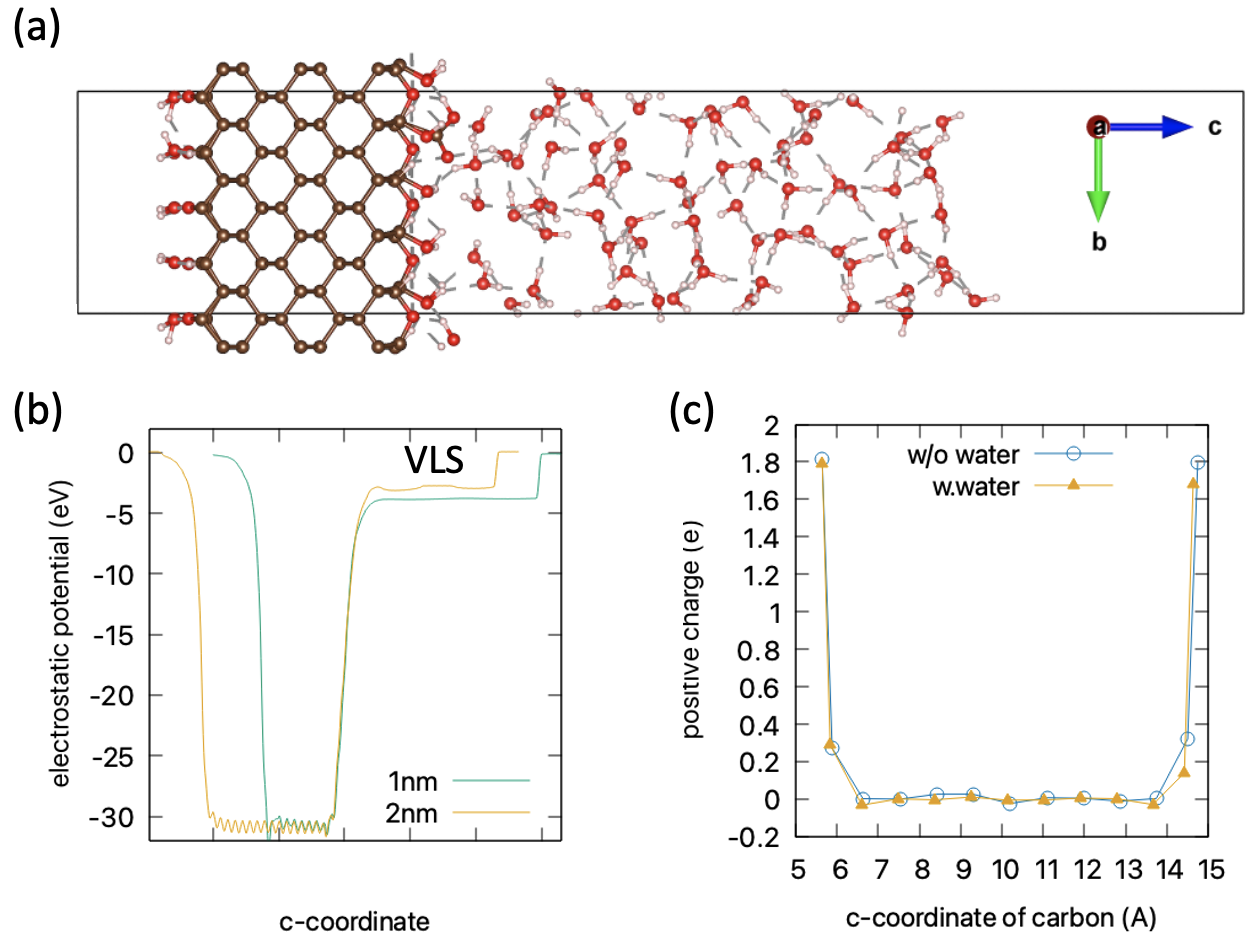 (a)
a
c
b
(b)
(c)
electrostatic potential (eV)
0
-5
-10
-15
-20
-25
-30
VLS
1nm
2nm
c-coordinate
positive charge (e)
2
1.8
1.6
1.4
1.2
1
0.8
0.6
0.4
0.2
0
-0.2
w/o water
w.water
5 6 7 8 9 10 11 12 13 14 15
c-coordinate of carbon (A)